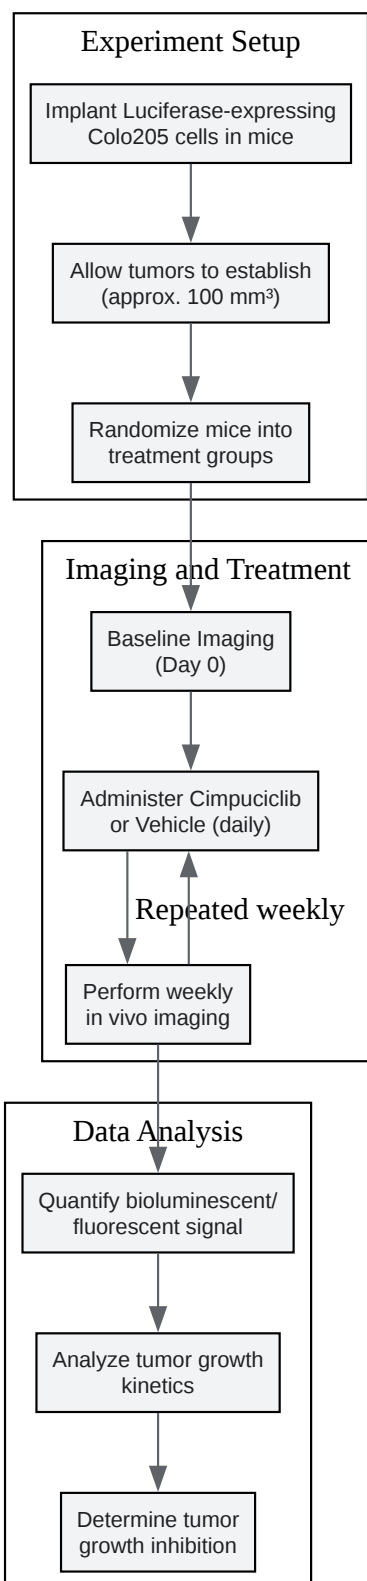 Experiment Setup
Implant Luciferase-expressing
Colo205 cells in mice
Allow tumors to establish
(approx. 100 mm³)
Randomize mice into
treatment groups
Imaging and Treatment
Baseline Imaging
(Day 0)
Administer Cimpuciclib
or Vehicle (daily)
Repeated weekly
Perform weekly
in vivo imaging
Data Analysis
Quantify bioluminescent/
fluorescent signal
Analyze tumor growth
kinetics
Determine tumor
growth inhibition